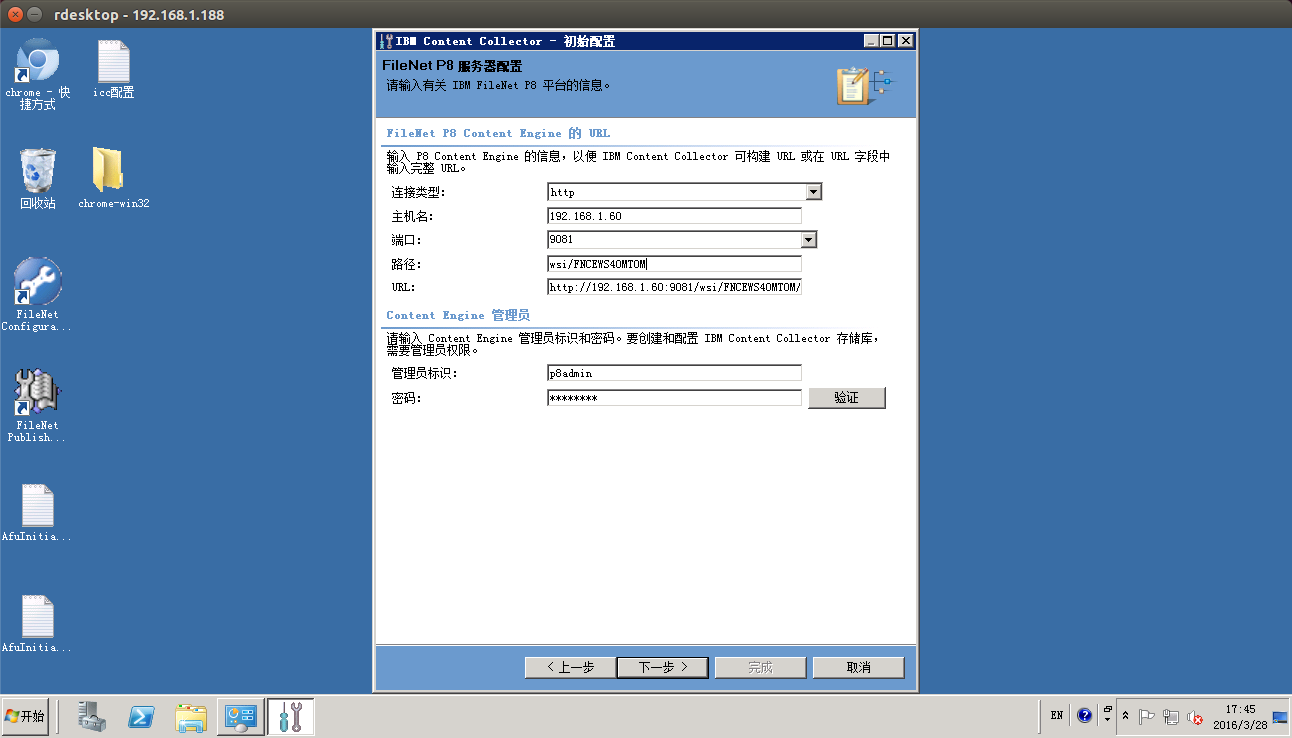 rdesktop - 192.168.1.188
chrome - 快
捷方式
icc配置
回收站
chrome-win32
FileNet
Configura...
FileNet
Publish...
AfuInitia...
AfuInitia...
IBM Content Collector - 初始配置
FileNet P8 服务器配置
请输入有关 IBM FileNet P8 平台的信息。
FileNet P8 Content Engine 的 URL
输入 P8 Content Engine 的信息，以便 IBM Content Collector 可构建 URL 或在 URL 字段中
输入完整 URL。
连接类型： http
主机名： 192.168.1.60
端口： 9081
路径： wsi/FNCEWS40MTOM
URL: http://192.168.1.60:9081/wsi/FNCEWS40MTOM/
Content Engine 管理员
请输入 Content Engine 管理员标识和密码。要创建和配置 IBM Content Collector 存储库，
需要管理员权限。
管理员标识： p8admin
密码： ******** 验证
< 上一步 下一步 > 完成 取消
开始
EN
17:45
2016/3/28